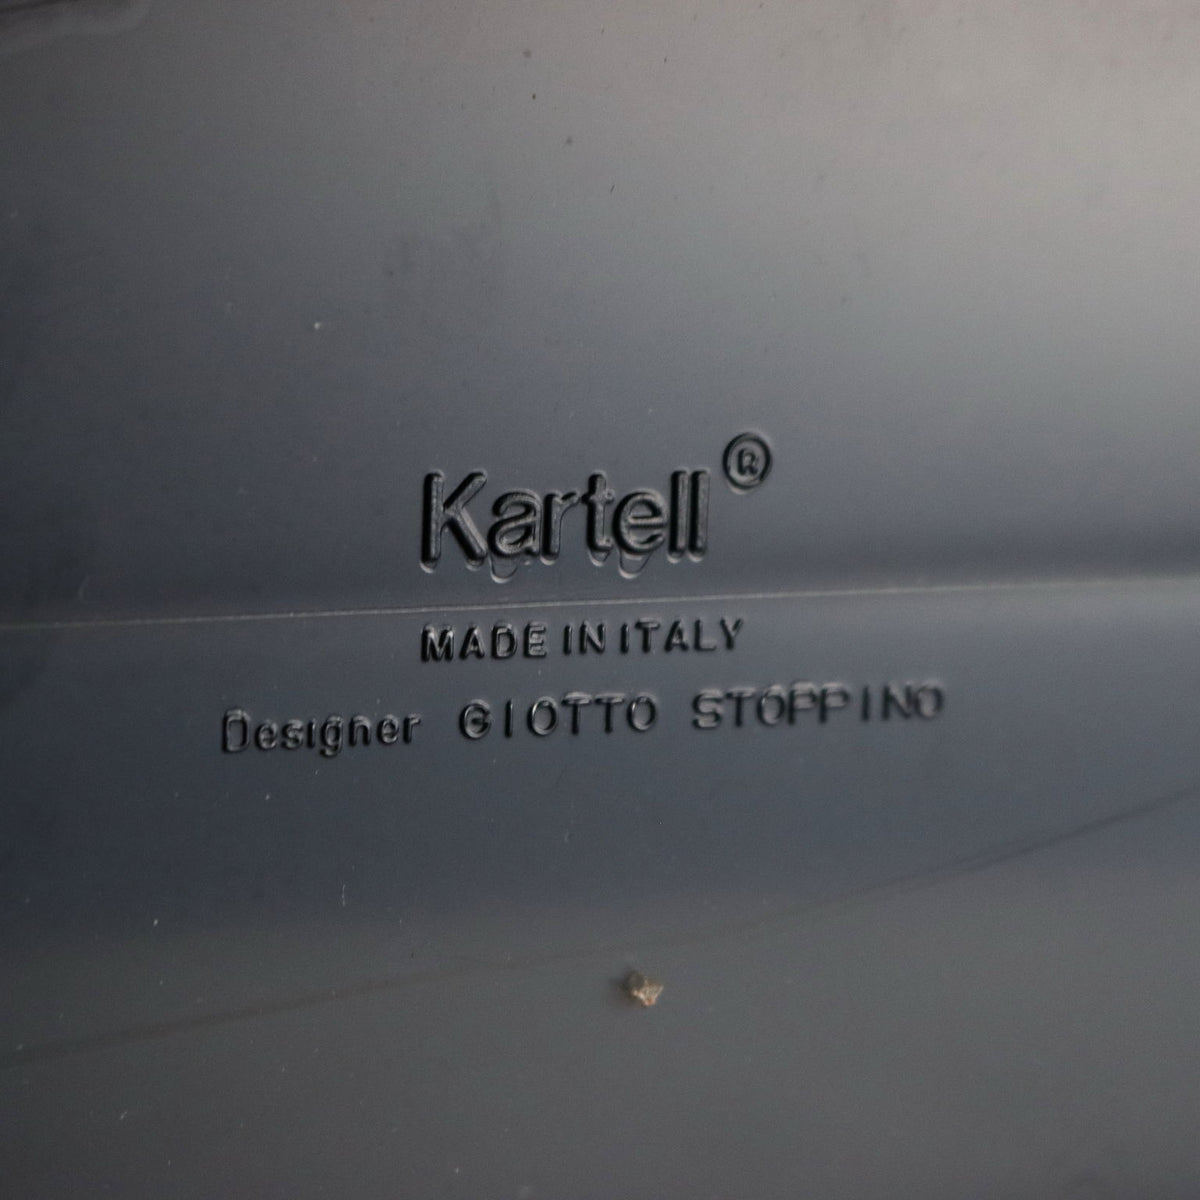 Kartell®
MADE IN ITALY
Designer GIOTTO STOPPINO